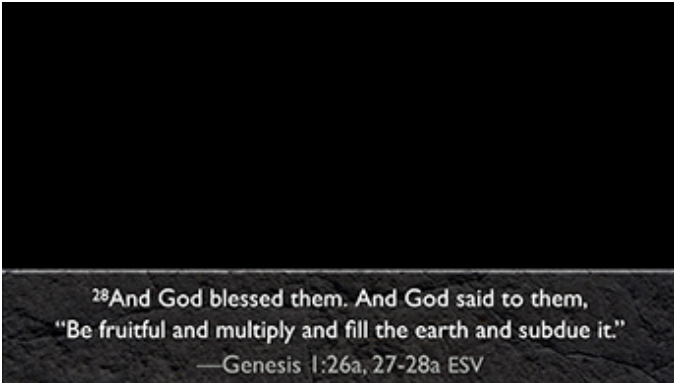 ²⁸And God blessed them. And God said to them,
“Be fruitful and multiply and fill the earth and subdue it.”
—Genesis 1:26a, 27-28a ESV